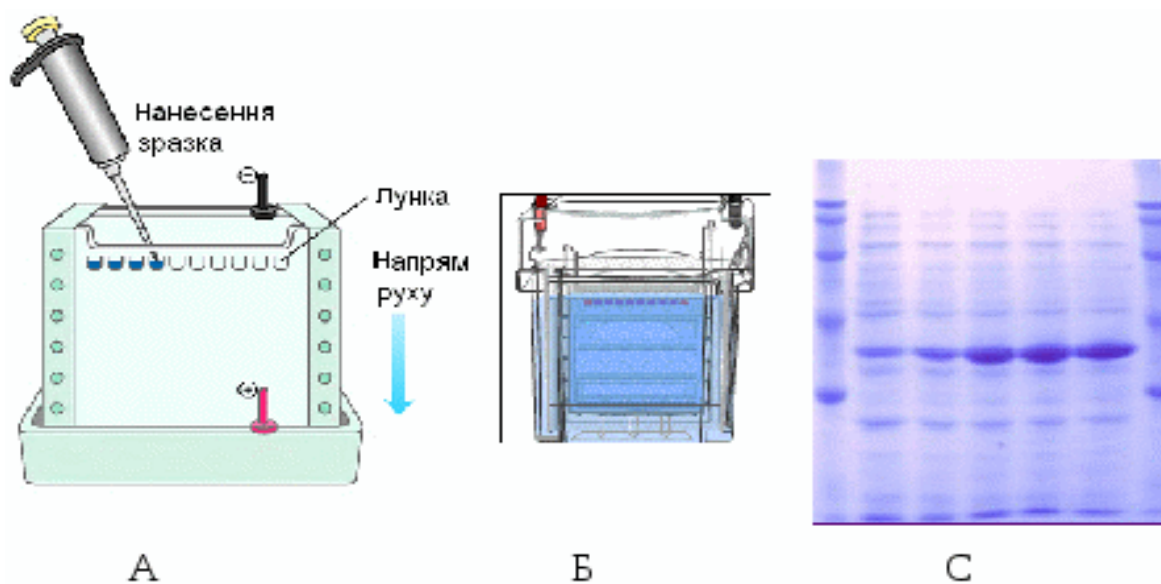 Нанесення
зразка
Лунка
Напрям
руху
А
Б
С